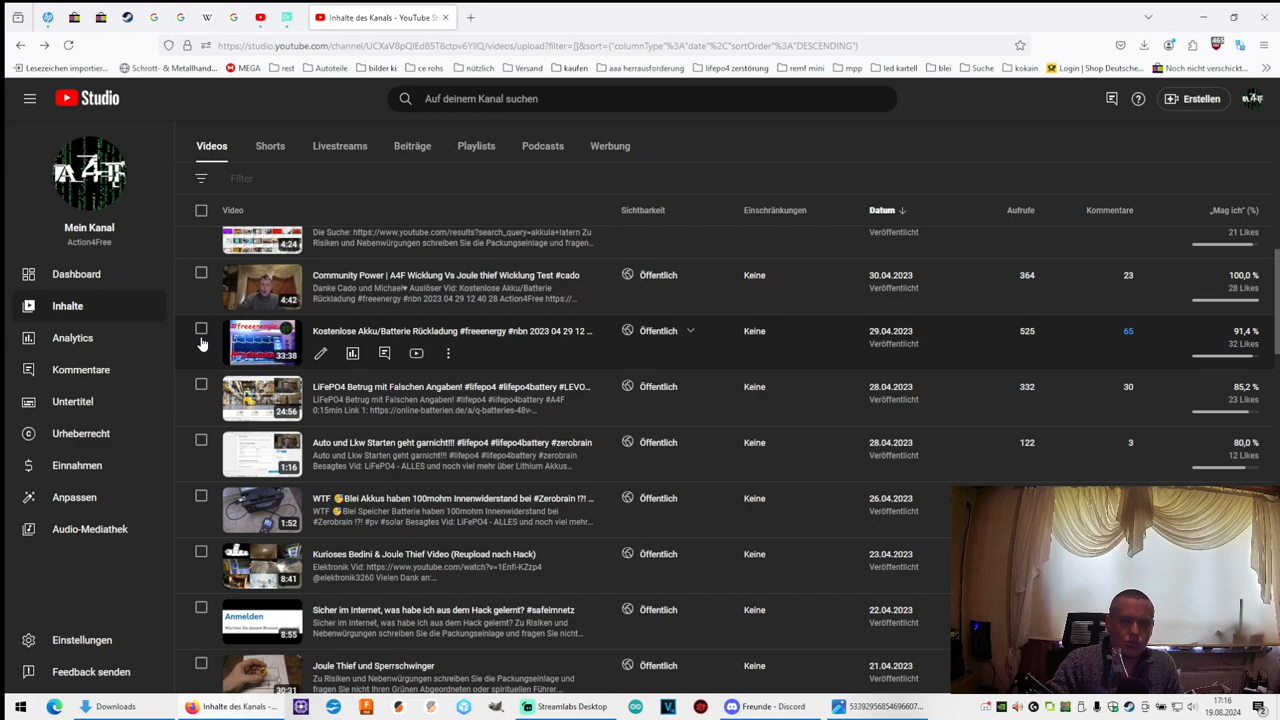 Inhalte des Kanals - YouTube St
https://studio.youtube.com/channel/UCXaV8pQIEd85T8ctpv6YIIQ/videos/upload?filter=[]&sort={"columnType"%3A"date"%2C"sortOrder"%3A"DESCENDING"}
Lesezeichen importier...
Schrott- & Metallhand...
MEGA
rest
Autoteile
bilder ki
ce rohs
nützlich
Versand
kaufen
aaa herrausforderung
lifepo4 zerstörung
remf mini
mpp
led kartell
blei
Suche
kokain
Login | Shop Deutsche...
Noch nicht verschickt...
Studio
Auf deinem Kanal suchen
Erstellen
A4F
Mein Kanal
Action4Free
Dashboard
Inhalte
Analytics
Kommentare
Untertitel
Urheberrecht
Einnahmen
Anpassen
Audio-Mediathek
Einstellungen
Feedback senden
Videos Shorts Livestreams Beiträge Playlists Podcasts Werbung
Filter
Video Sichtbarkeit Einschränkungen Datum Aufrufe Kommentare „Mag ich“ (%)
4:24
Die Suche: https://www.youtube.com/results?search_query=akkula+latern Zu
Risiken und Nebenwürgungen schreiben Sie die Packungseinlage und fragen...
Veröffentlicht 21 Likes
Community Power | A4F Wicklung Vs Joule thief Wicklung Test #cado Öffentlich Keine 30.04.2023 364 23 100,0 %
Danke Cado und Michael♥ Auslöser Vid: Kostenlose Akku/Batterie Veröffentlicht 28 Likes
Rückladung #freeenergy #nbn 2023 04 29 12 40 28 Action4Free https:/...
4:42
#freeenergie
Kostenlose Akku/Batterie Rückladung #freeenergy #nbn 2023 04 29 12 ... Öffentlich Keine 29.04.2023 525 65 91,4 %
Veröffentlicht 32 Likes
33:38
LiFePO4 Betrug mit Falschen Angaben! #lifepo4 #lifepo4battery #LEVO... Öffentlich Keine 28.04.2023 332 30 85,2 %
LiFePO4 Betrug mit Falschen Angaben! #lifepo4 #lifepo4battery #A4F Veröffentlicht 23 Likes
0:15min Link 1: https://online-batterien.de/a/q-batteries-48v-...
24:56
Auto und Lkw Starten geht garnicht!!! #lifepo4 #lifepo4battery #zerobrain Öffentlich Keine 28.04.2023 122 3 80,0 %
Besagtes Vid: LiFePO4 - ALLES und noch viel mehr über Lithium Akkus... Veröffentlicht 12 Likes
1:16
WTF 🥳Blei Akkus haben 100mohm Innenwiderstand bei #Zerobrain !?! ... Öffentlich Keine 26.04.2023
WTF 🥳Blei Speicher Batterie haben 100mohm Innenwiderstand bei Veröffentlicht
#Zerobrain !?! #pv #solar Besagtes Vid: LiFePO4 - ALLES und noch viel mehr...
1:52
Kurioses Bedini & Joule Thief Video (Reupload nach Hack) Öffentlich Keine 23.04.2023
Elektronik Vid: https://www.youtube.com/watch?v=1Enfi-KZzp4 Veröffentlicht
@elektronik3260 Vielen Dank an:...
8:41
Sicher im Internet, was habe ich aus dem Hack gelernt? #safeimnetz Öffentlich Keine 22.04.2023
Sicher im Internet, was habe ich aus dem Hack gelernt? Zu Risiken und Veröffentlicht
Nebenwürgungen schreiben Sie die Packungseinlage und fragen Sie nicht...
Anmelden
8:55
Joule Thief und Sperrschwinger Öffentlich Keine 21.04.2023
Zu Risiken und Nebenwürgungen schreiben Sie die Packungseinlage und Veröffentlicht
fragen Sie nicht Ihren Grünen Abgeordneten oder spirituellen Führer...
30:31
Downloads
Inhalte des Kanals -...
Streamlabs Desktop
Freunde - Discord
53392956854696607...
17:16
19.08.2024